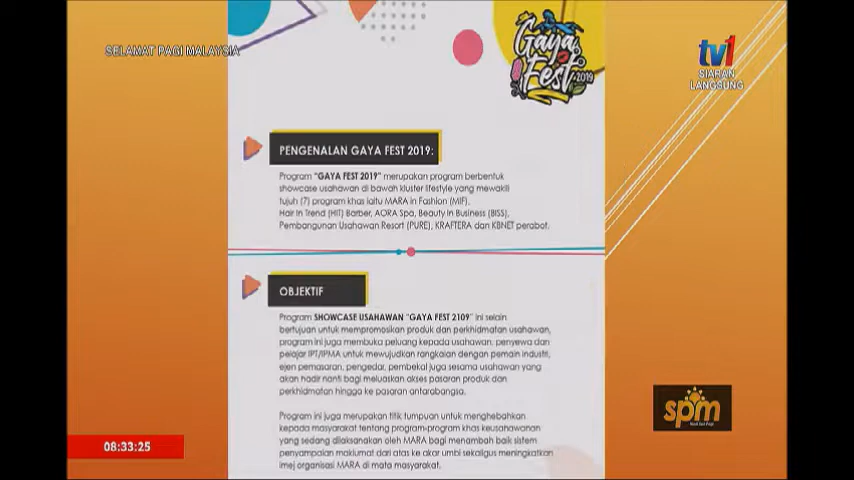 SELAMAT PAGI MALAYSIA
Gaya
Fest
2019
tv1
SIARAN
LANGSUNG
PENGENALAN GAYA FEST 2019:
Program "GAYA FEST 2019" merupakan program berbentuk
showcase usahawan di bawah kluster lifestyle yang mewakili
tujuh (7) program khas iaitu MARA in Fashion (MIF),
Hair In Trend (HIT) Barber, AORA Spa, Beauty In Business (BISS),
Pembangunan Usahawan Resort (PURE), KRAFTERA dan KBNET perabot.
OBJEKTIF
Program SHOWCASE USAHAWAN "GAYA FEST 2109" ini selain
bertujuan untuk mempromosikan produk dan perkhidmatan usahawan,
program ini juga membuka peluang kepada usahawan, penyewa dan
pelajar IPT/IPMA untuk mewujudkan rangkaian dengan pemain industri,
ejen pemasaran, pengedar, pembekal juga sesama usahawan yang
akan hadir nanti bagi meluaskan akses pasaran produk dan
perkhidmatan hingga ke pasaran antarabangsa.
Program ini juga merupakan titik tumpuan untuk menghebahkan
kepada masyarakat tentang program-program khas keusahawanan
yang sedang dilaksanakan oleh MARA bagi menambah baik sistem
penyampaian maklumat dari atas ke akar umbi sekaligus meningkatkan
imej organisasi MARA di mata masyarakat.
spm
08:33:25